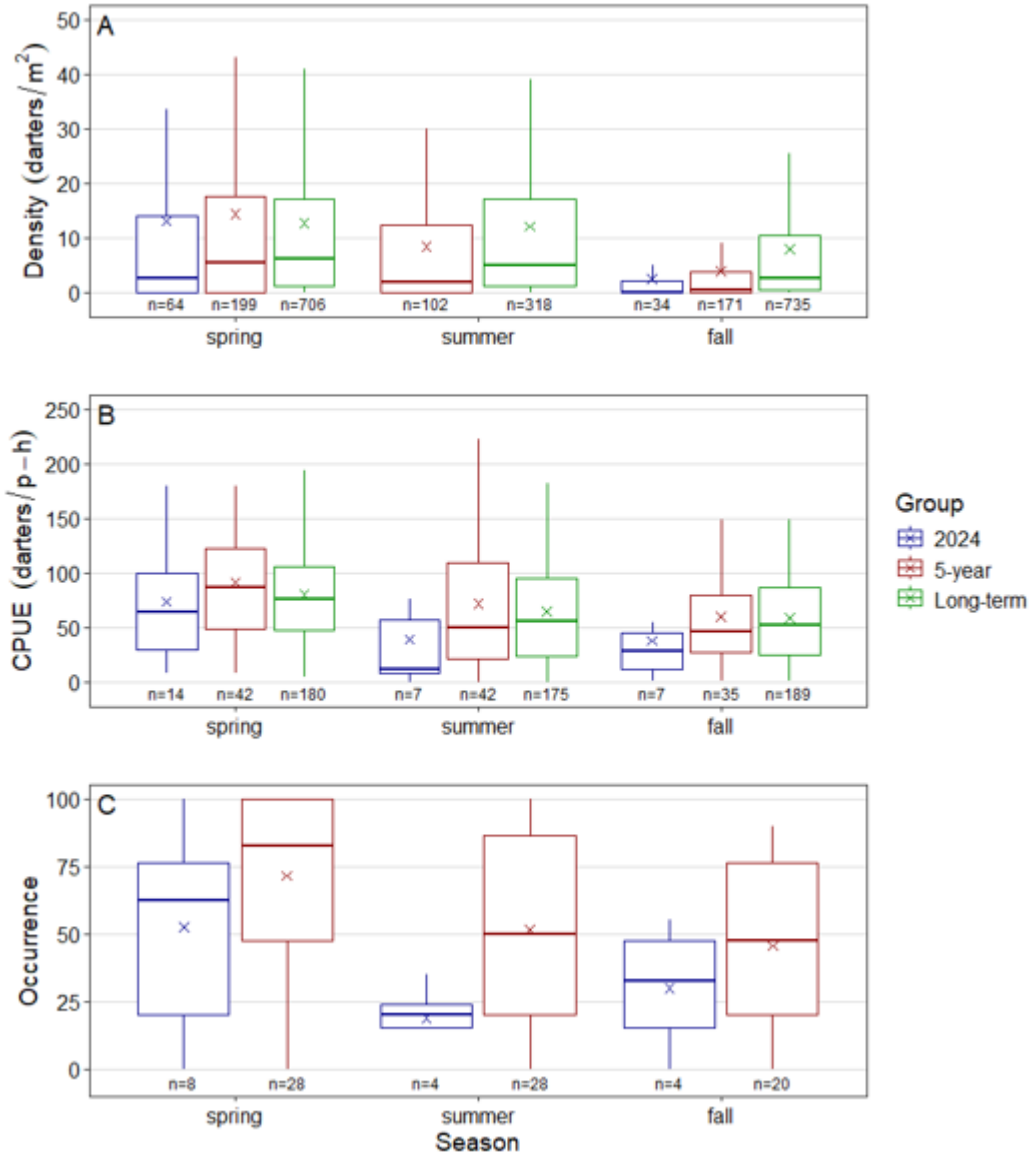 A
Density (darters/m²)
50
40
30
20
10
0
n=64 n=199 n=706 n=102 n=318 n=34 n=171 n=735
spring summer fall
B
CPUE (darters/p−h)
250
200
150
100
50
0
n=14 n=42 n=180 n=7 n=42 n=175 n=7 n=35 n=189
spring summer fall
Group
2024
5-year
Long-term
C
Occurrence
100
75
50
25
0
n=8 n=28 n=4 n=28 n=4 n=20
spring summer fall
Season